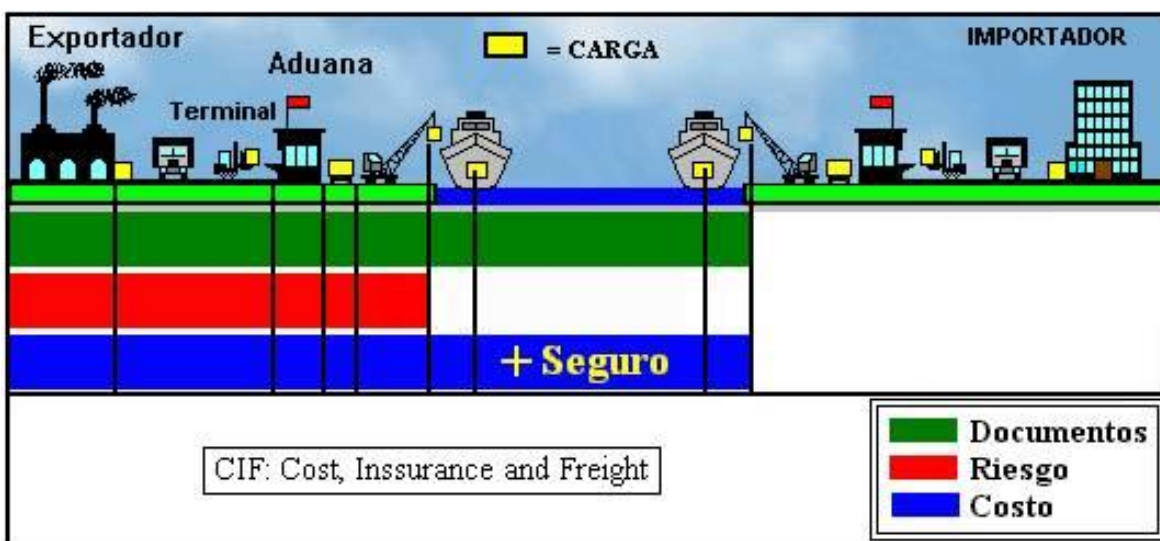 Exportador
= CARGA
IMPORTADOR
Aduana
Terminal
+ Seguro
CIF: Cost, Inssurance and Freight
Documentos
Riesgo
Costo